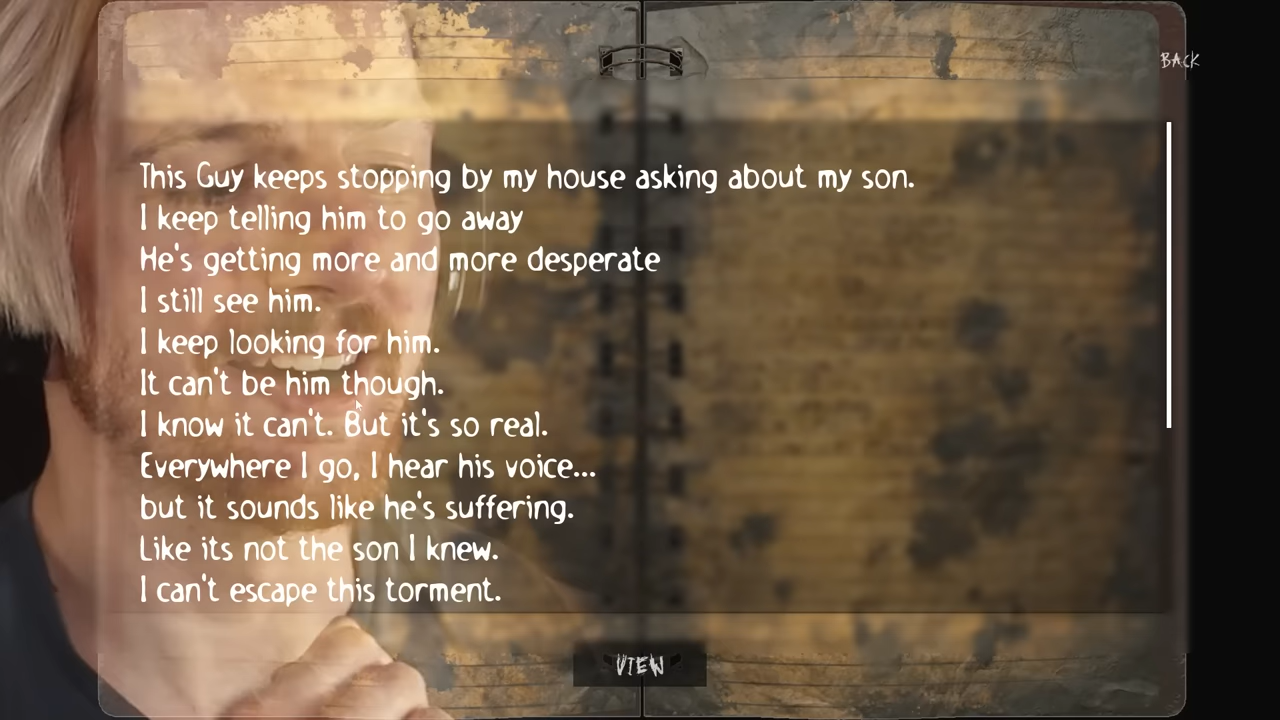 BACK
This Guy keeps stopping by my house asking about my son.
I keep telling him to go away
He's getting more and more desperate
I still see him.
I keep looking for him.
It can't be him though.
I know it can't. But it's so real.
Everywhere I go, I hear his voice...
but it sounds like he's suffering.
Like its not the son I knew.
I can't escape this torment.
VIEW